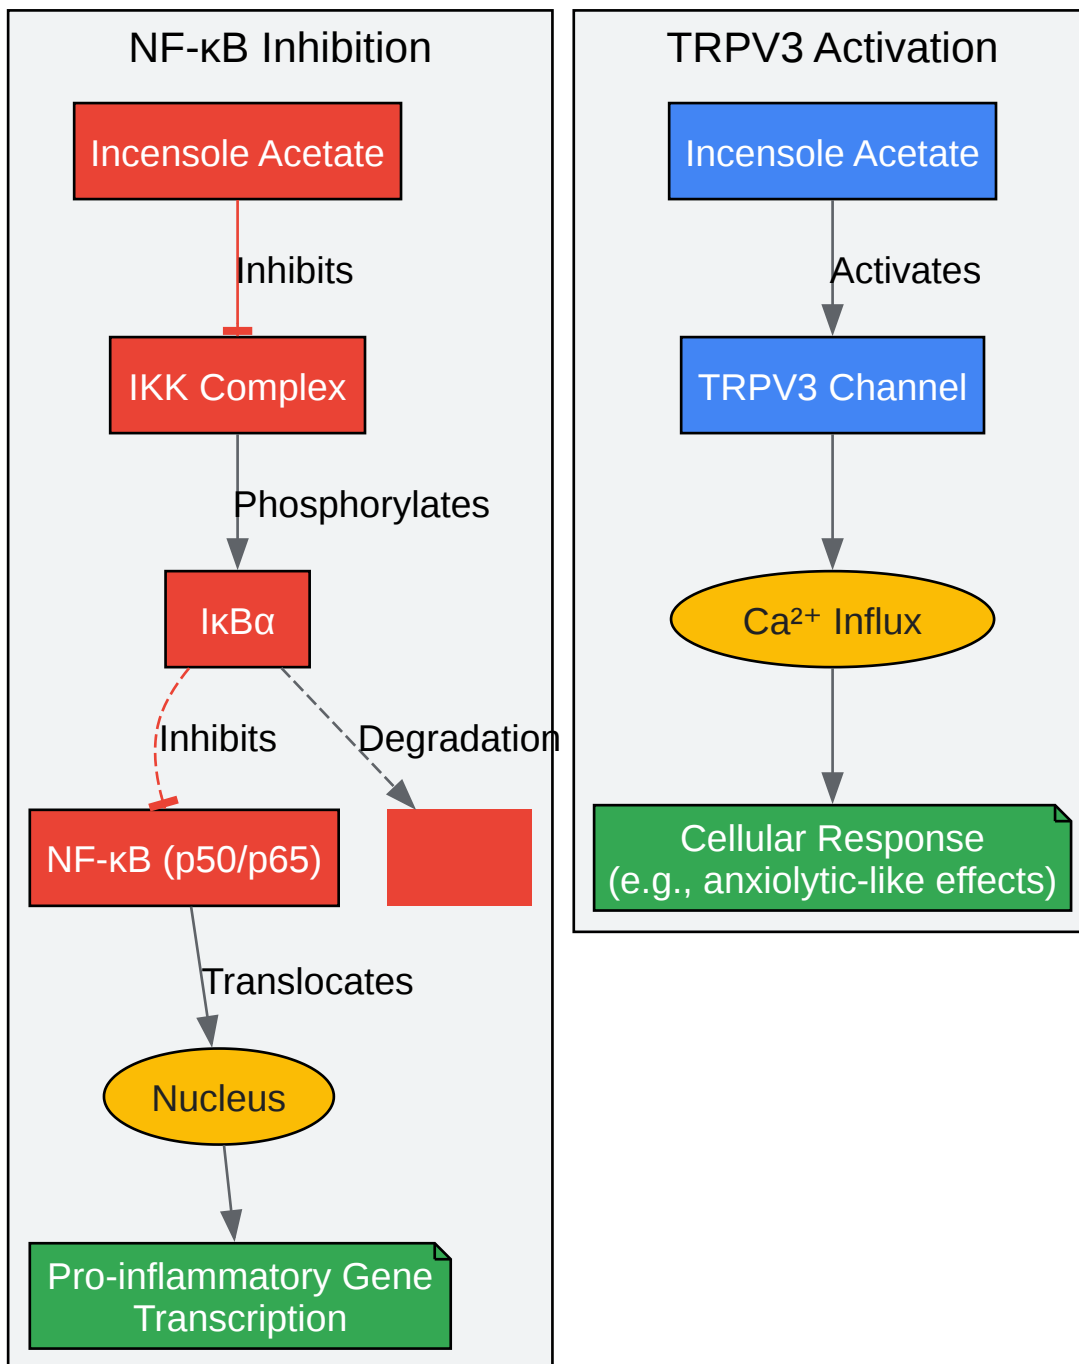 NF-κB Inhibition
Incensole Acetate
Inhibits
IKK Complex
Phosphorylates
IκBα
Inhibits
Degradation
NF-κB (p50/p65)
Translocates
Nucleus
Pro-inflammatory Gene
Transcription
TRPV3 Activation
Incensole Acetate
Activates
TRPV3 Channel
Ca²⁺ Influx
Cellular Response
(e.g., anxiolytic-like effects)